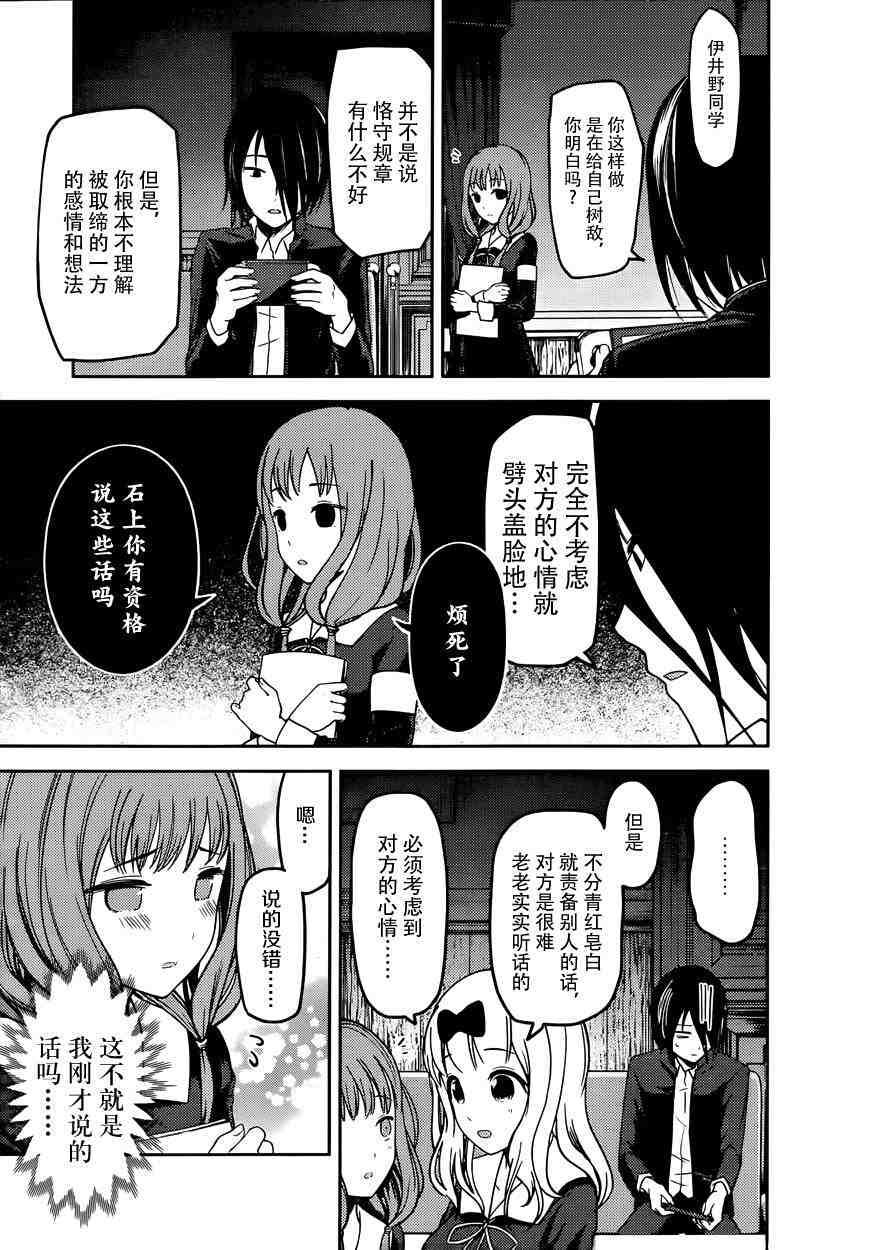 伊井野同学
你这样做
是在给自己树敌,
你明白吗?
并不是说
恪守规章
有什么不好
但是,
你根本不理解
被取缔的一方
的感情和想法
完全不考虑
对方的心情就
劈头盖脸地…
烦死了
石上你有资格
说这些话吗
………
但是
不分青红皂白
就责备别人的话,
对方是很难
老老实实听话的
必须考虑到
对方的心情
……
嗯…
说的没错……
这不就是
我刚才说的
话吗……